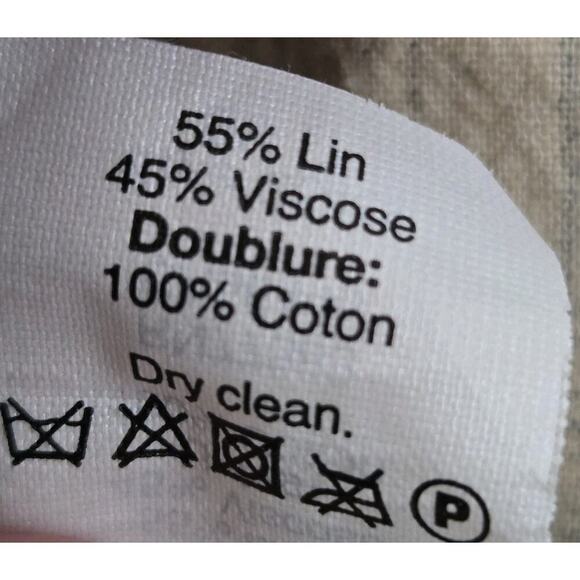 55% Lin
45% Viscose
Doublure:
100% Coton
Dry clean.
P